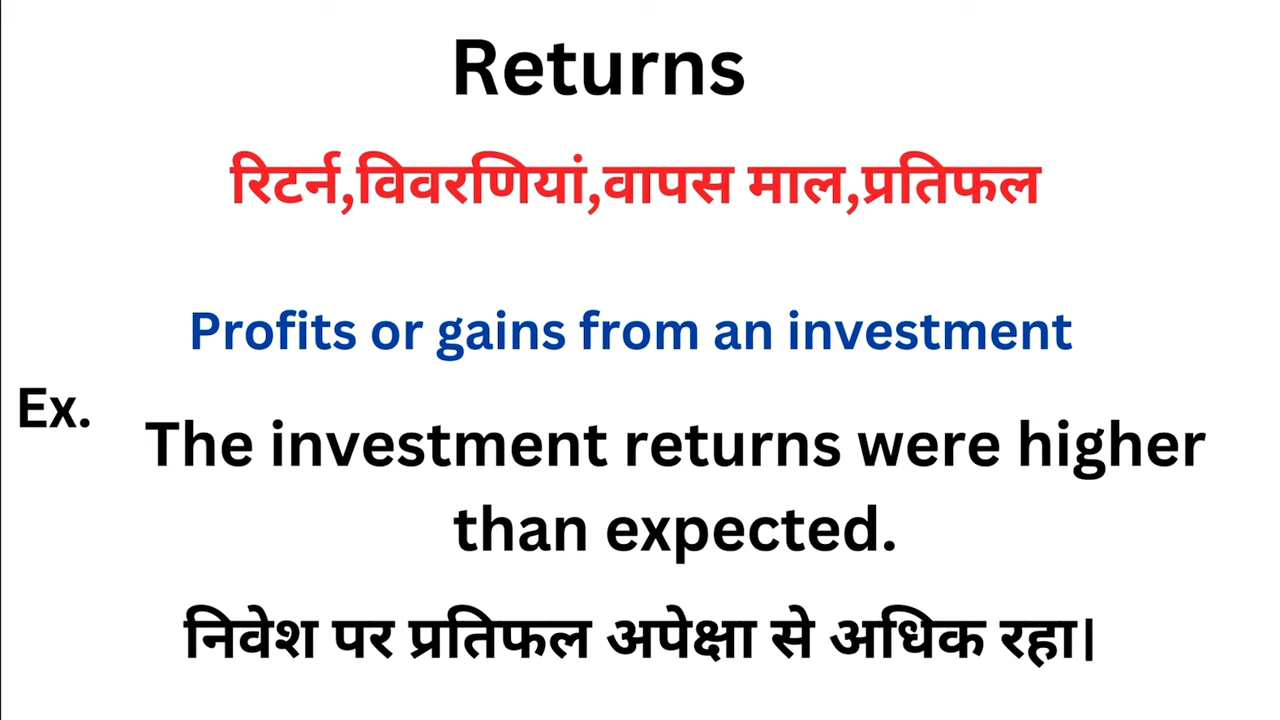 Returns
रिटर्न,विवरणियां,वापस माल,प्रतिफल
Profits or gains from an investment
Ex.
The investment returns were higher
than expected.
निवेश पर प्रतिफल अपेक्षा से अधिक रहा।